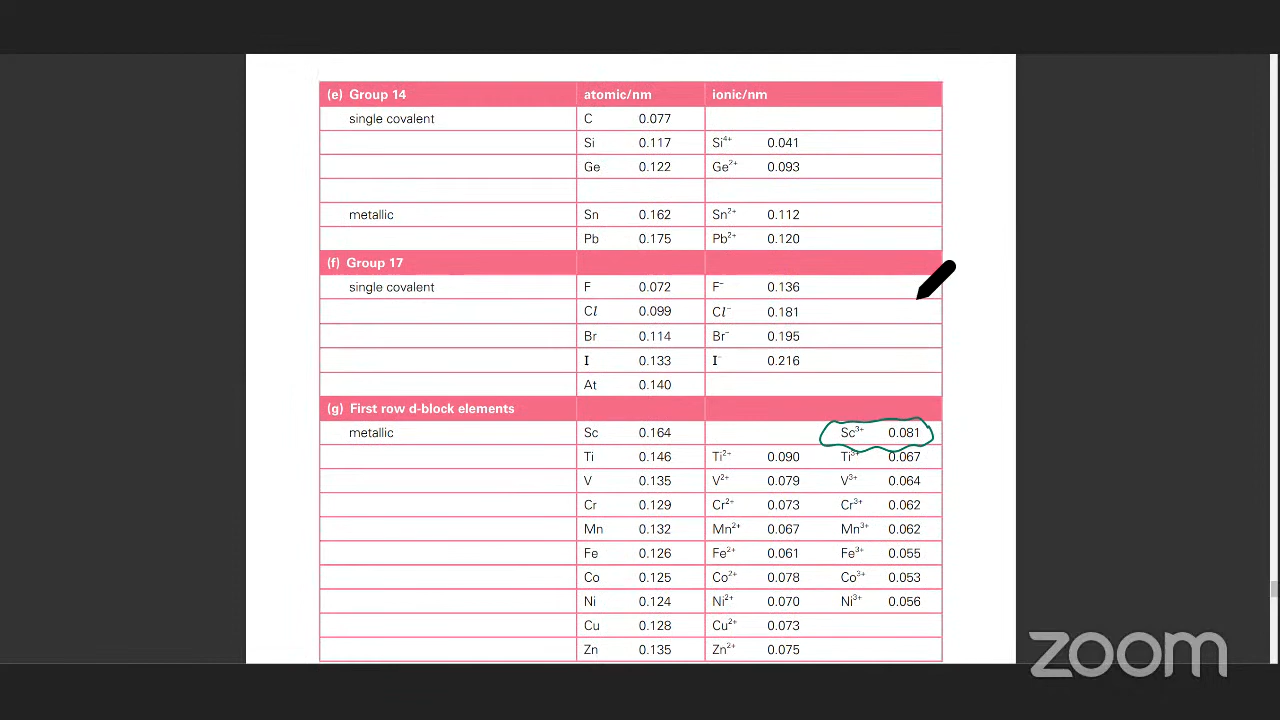 (e) Group 14 atomic/nm ionic/nm
single covalent C 0.077
Si 0.117 Si⁴⁺ 0.041
Ge 0.122 Ge²⁺ 0.093
metallic Sn 0.162 Sn²⁺ 0.112
Pb 0.175 Pb²⁺ 0.120
(f) Group 17
single covalent F 0.072 F⁻ 0.136
Cl 0.099 Cl⁻ 0.181
Br 0.114 Br⁻ 0.195
I 0.133 I⁻ 0.216
At 0.140
(g) First row d-block elements
metallic Sc 0.164 Sc³⁺ 0.081
Ti 0.146 Ti²⁺ 0.090 Ti³⁺ 0.067
V 0.135 V²⁺ 0.079 V³⁺ 0.064
Cr 0.129 Cr²⁺ 0.073 Cr³⁺ 0.062
Mn 0.132 Mn²⁺ 0.067 Mn³⁺ 0.062
Fe 0.126 Fe²⁺ 0.061 Fe³⁺ 0.055
Co 0.125 Co²⁺ 0.078 Co³⁺ 0.053
Ni 0.124 Ni²⁺ 0.070 Ni³⁺ 0.056
Cu 0.128 Cu²⁺ 0.073
Zn 0.135 Zn²⁺ 0.075
zoom